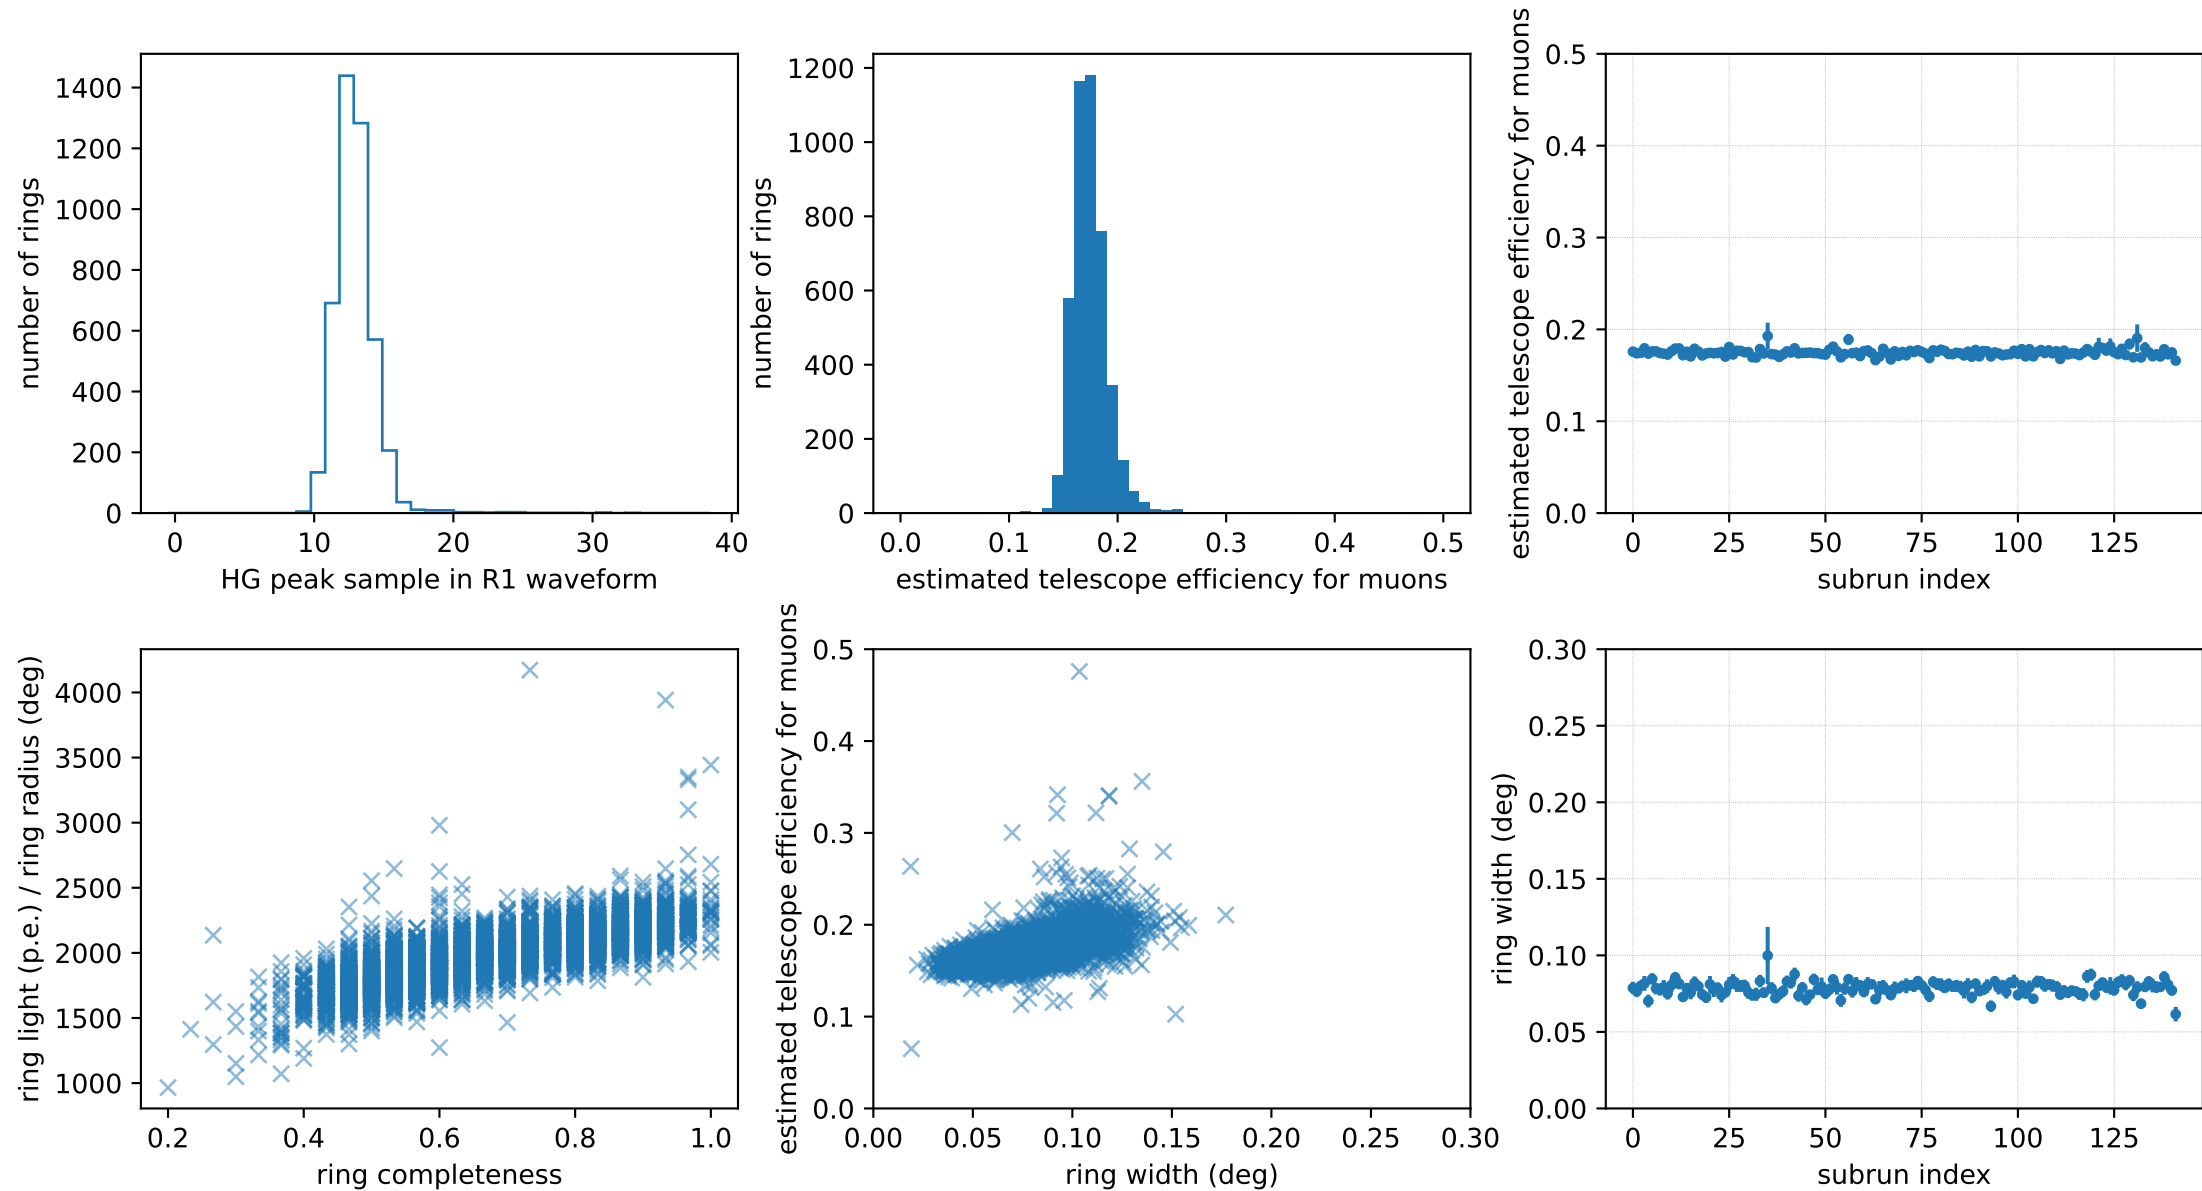 number of rings
1400
1200
1000
800
600
400
200
0
0 10 20 30 40
HG peak sample in R1 waveform
number of rings
1200
1000
800
600
400
200
0
0.0 0.1 0.2 0.3 0.4 0.5
estimated telescope efficiency for muons
estimated telescope efficiency for muons
0.5
0.4
0.3
0.2
0.1
0.0
0 25 50 75 100 125
subrun index
ring light (p.e.) / ring radius (deg)
4000
3500
3000
2500
2000
1500
1000
0.2 0.4 0.6 0.8 1.0
ring completeness
estimated telescope efficiency for muons
0.5
0.4
0.3
0.2
0.1
0.0
0.00 0.05 0.10 0.15 0.20 0.25 0.30
ring width (deg)
ring width (deg)
0.30
0.25
0.20
0.15
0.10
0.05
0.00
0 25 50 75 100 125
subrun index